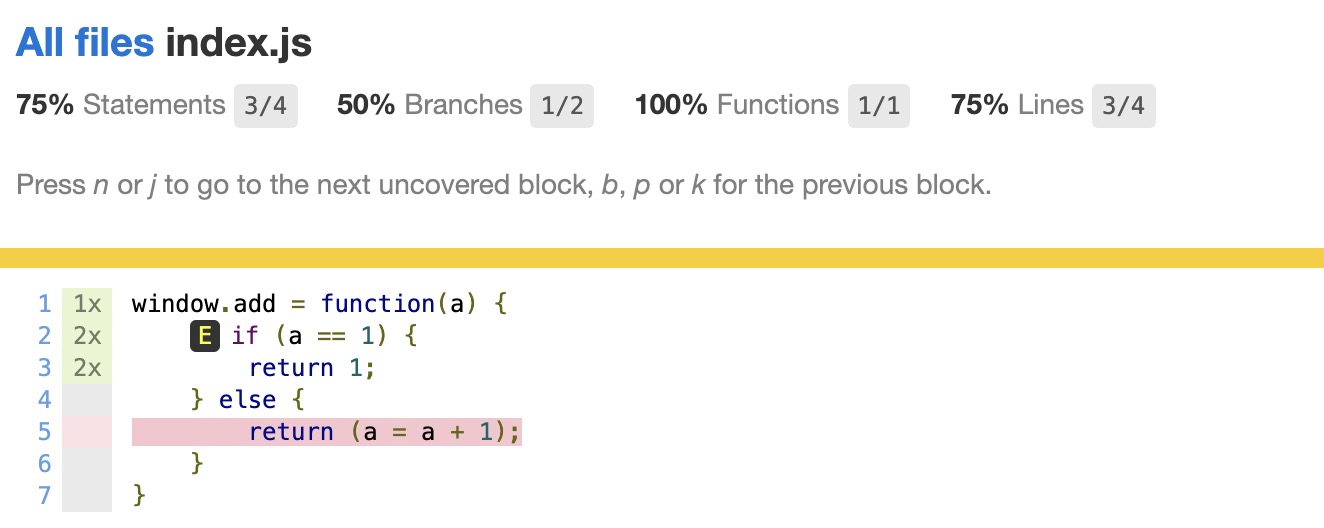 All files index.js
75% Statements 3/4 50% Branches 1/2 100% Functions 1/1 75% Lines 3/4
Press n or j to go to the next uncovered block, b, p or k for the previous block.
1 1x window.add = function(a) {
2 2x     E if (a == 1) {
3 2x         return 1;
4     } else {
5         return (a = a + 1);
6     }
7 }